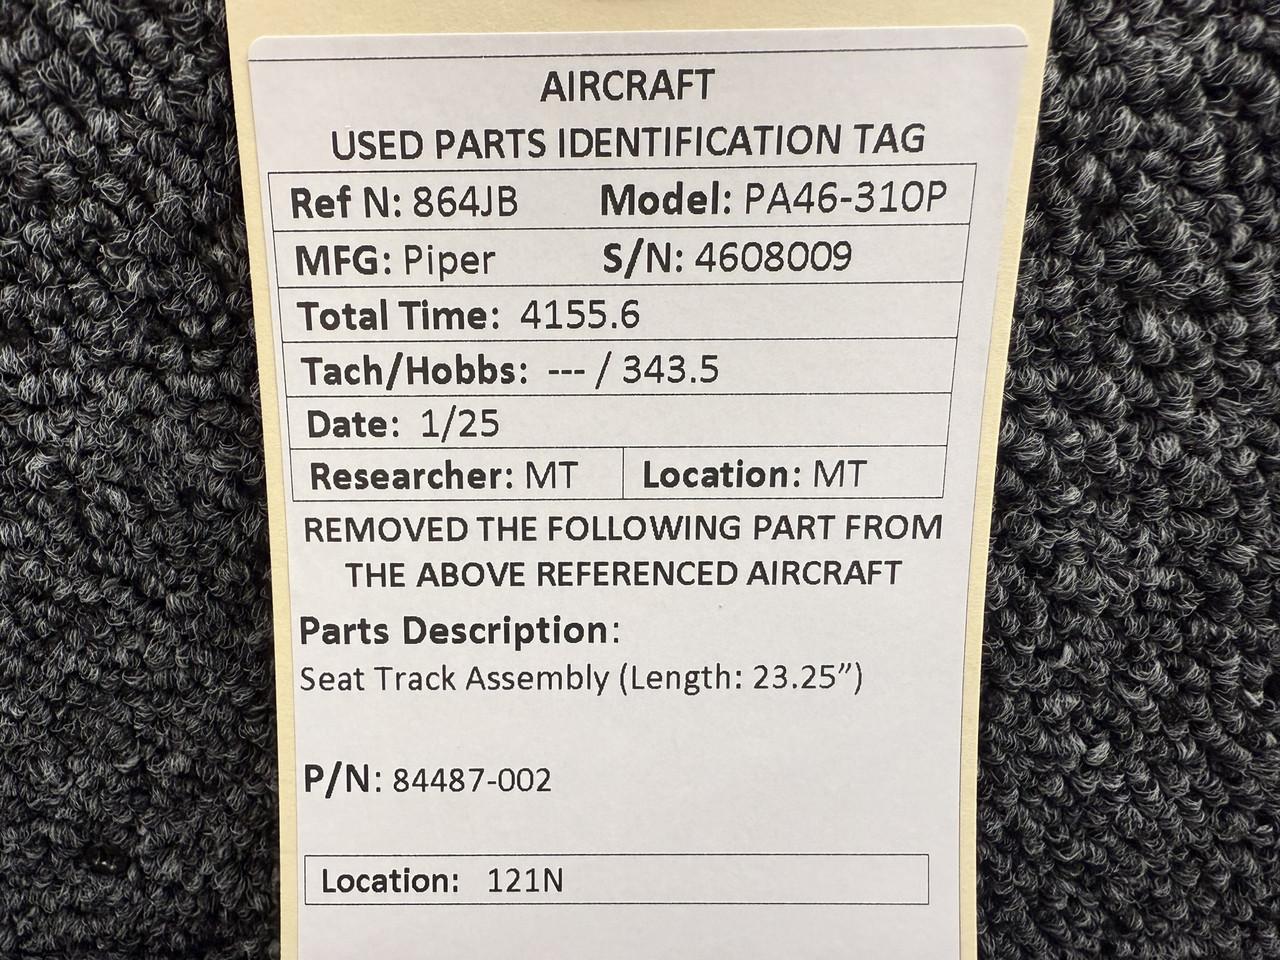 AIRCRAFT
USED PARTS IDENTIFICATION TAG
Ref N: 864JB Model: PA46-310P
MFG: Piper S/N: 4608009
Total Time: 4155.6
Tach/Hobbs: --- / 343.5
Date: 1/25
Researcher: MT Location: MT
REMOVED THE FOLLOWING PART FROM
THE ABOVE REFERENCED AIRCRAFT
Parts Description:
Seat Track Assembly (Length: 23.25”)
P/N: 84487-002
Location: 121N